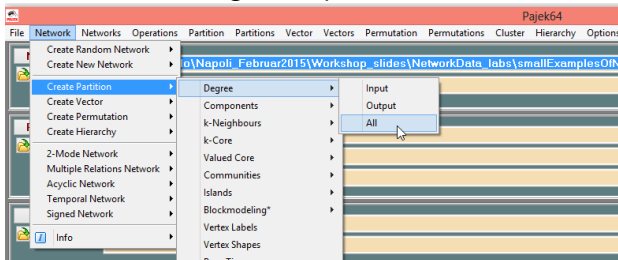 Pajek64
File Network Networks Operations Partition Partitions Vector Vectors Permutation Permutations Cluster Hierarchy Options
Create Random Network
Create New Network
o\Napoli_Februar2015\Workshop_slides\NetworkData_labs\smallExamplesOfN
Create Partition
Degree
Input
Create Vector
Components
Output
Create Permutation
k-Neighbours
All
Create Hierarchy
k-Core
2-Mode Network
Valued Core
Multiple Relations Network
Communities
Acyclic Network
Islands
Temporal Network
Blockmodeling*
Signed Network
Vertex Labels
Info
Vertex Shapes